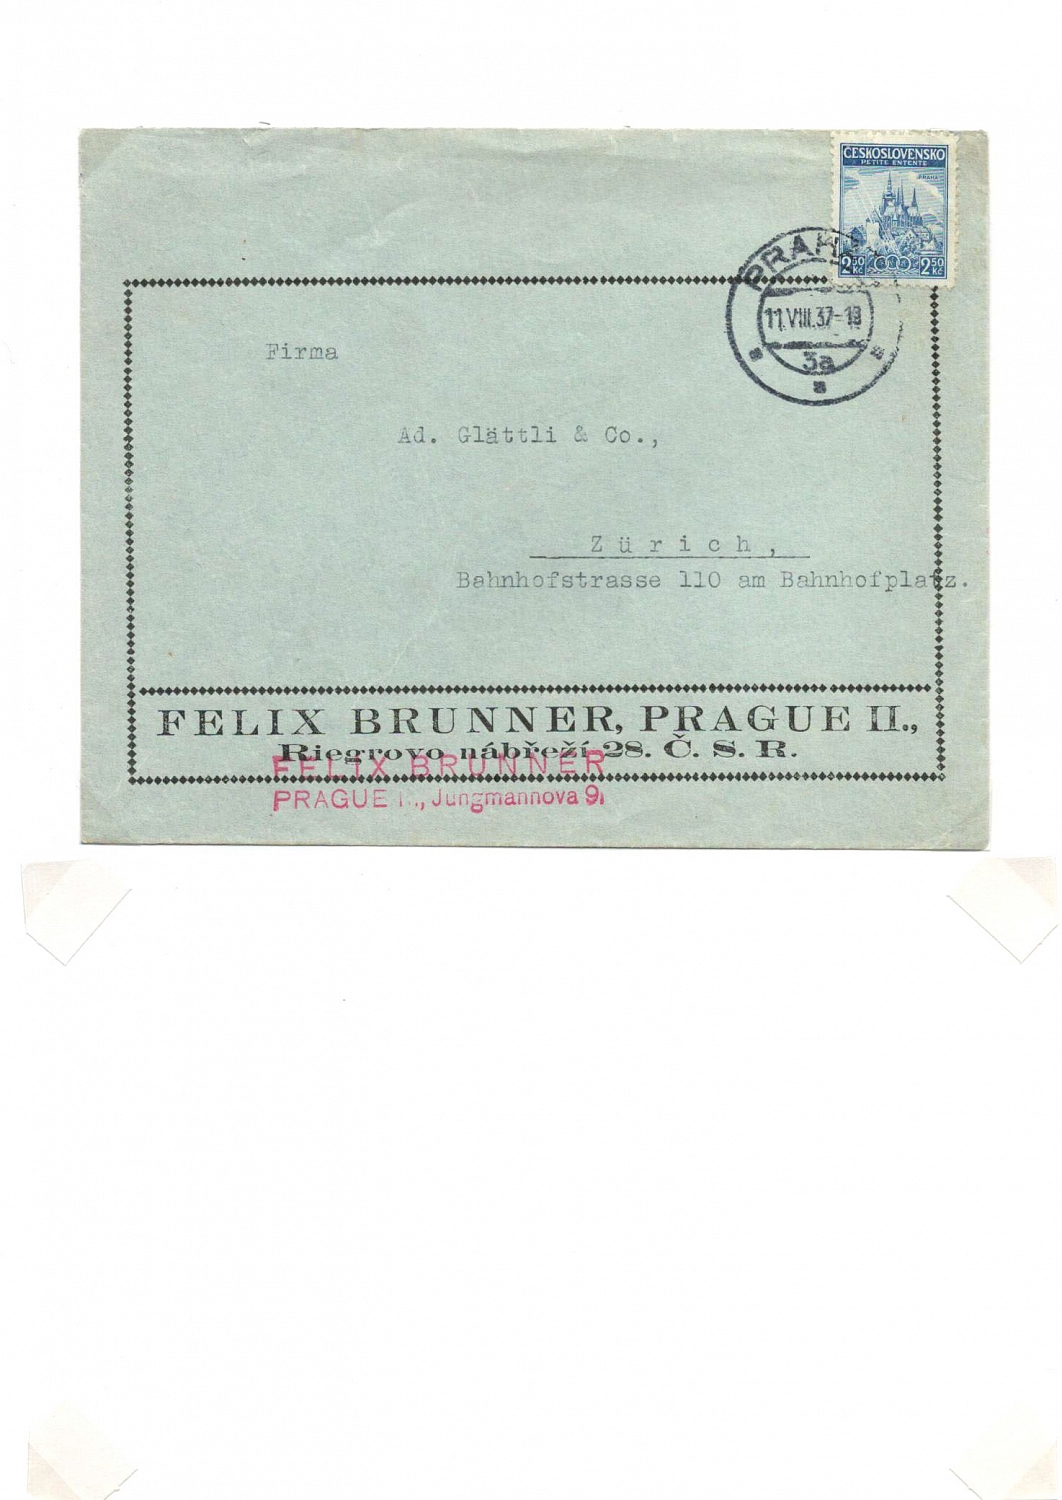 ČESKOSLOVENSKO
PETITE ENTENTE
PRAHA
2 50 Kč 2 50 Kč
PRAHA
11.VIII.37-18
3a
Firma
Ad. Glättli & Co.,
Zürich,
Bahnhofstrasse 110 am Bahnhofplatz.
FELIX BRUNNER, PRAGUE II.,
Riegrovo nábřeží 28. Č. S. R.
FELIX BRUNNER
PRAGUE Jungmannova 9